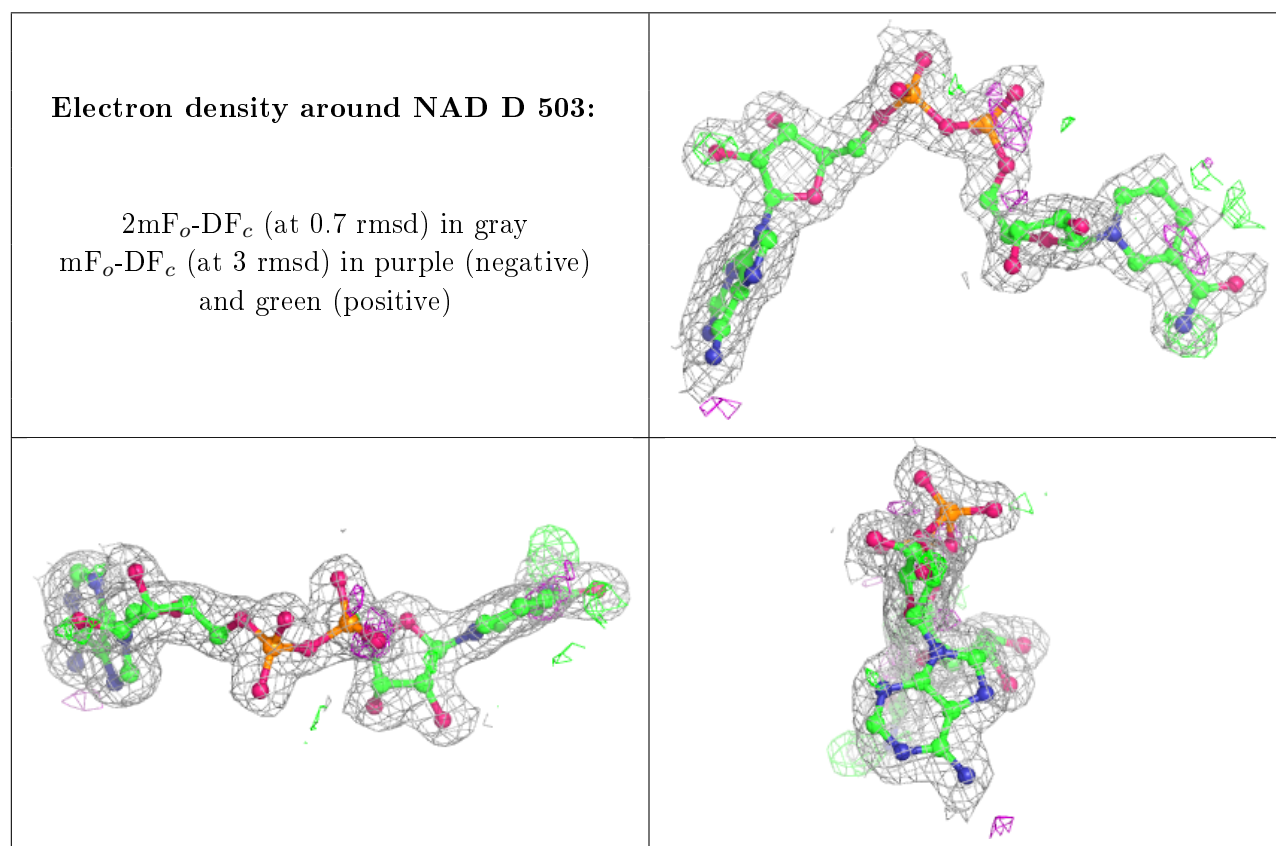 Electron density around NAD D 503:
2mFo-DFc (at 0.7 rmsd) in gray
mFo-DFc (at 3 rmsd) in purple (negative)
and green (positive)